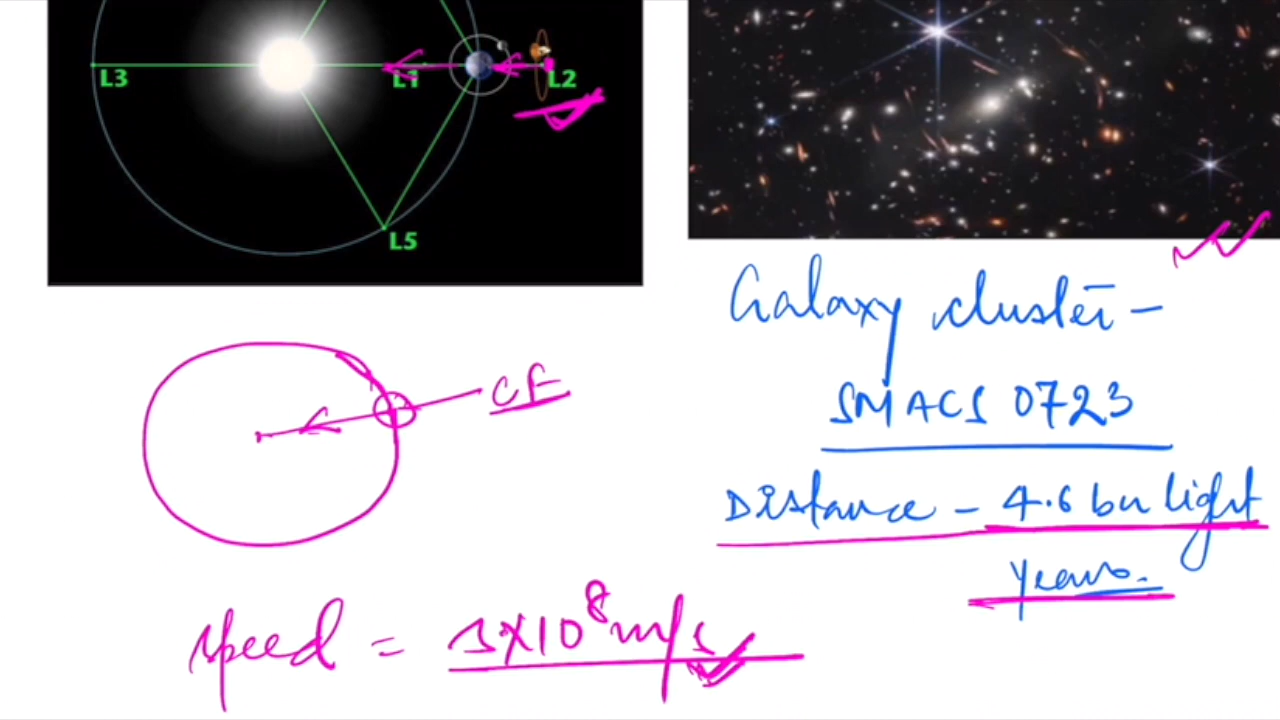 L3
L1
L2
L5
Galaxy cluster -
SMACS 0723
Distance - 4.6 bn light
years.
CF
speed = 3×10⁸ m/s